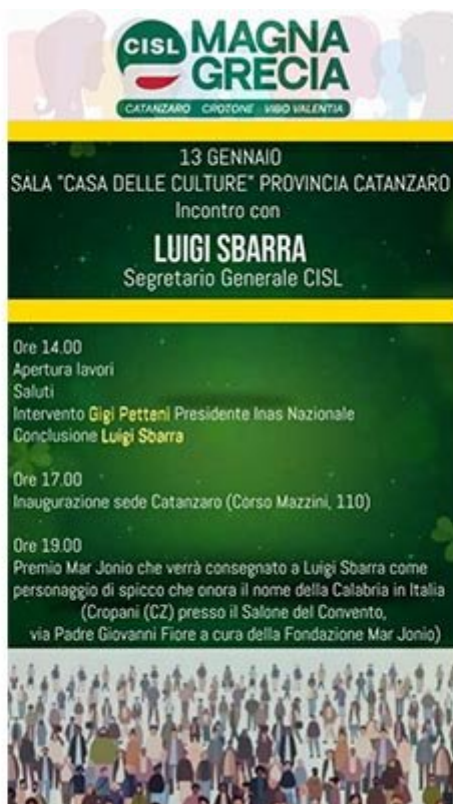 CISL MAGNA
GRECIA
CATANZARO CROTONE VIBO VALENTIA
13 GENNAIO
SALA "CASA DELLE CULTURE" PROVINCIA CATANZARO
Incontro con
LUIGI SBARRA
Segretario Generale CISL
Ore 14.00
Apertura lavori
Saluti
Intervento Gigi Petteni Presidente Inas Nazionale
Conclusione Luigi Sbarra
Ore 17.00
Inaugurazione sede Catanzaro (Corso Mazzini, 110)
Ore 19.00
Premio Mar Jonio che verrà consegnato a Luigi Sbarra come
personaggio di spicco che onora il nome della Calabria in Italia
(Cropani (CZ) presso il Salone del Convento,
via Padre Giovanni Fiore a cura della Fondazione Mar Jonio)